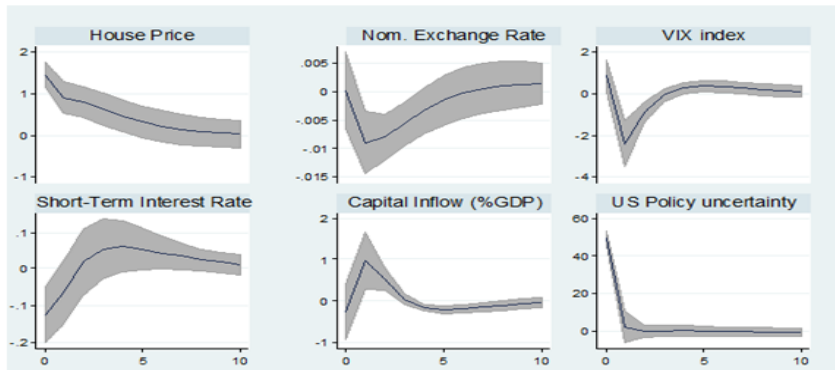 House Price
2
1
0
-1
Nom. Exchange Rate
.005
0
-.005
-.01
-.015
VIX index
2
0
-2
-4
Short-Term Interest Rate
.1
0
-.1
-.2
0 5 10
Capital Inflow (%GDP)
2
1
0
-1
0 5 10
US Policy uncertainty
60
40
20
0
0 5 10